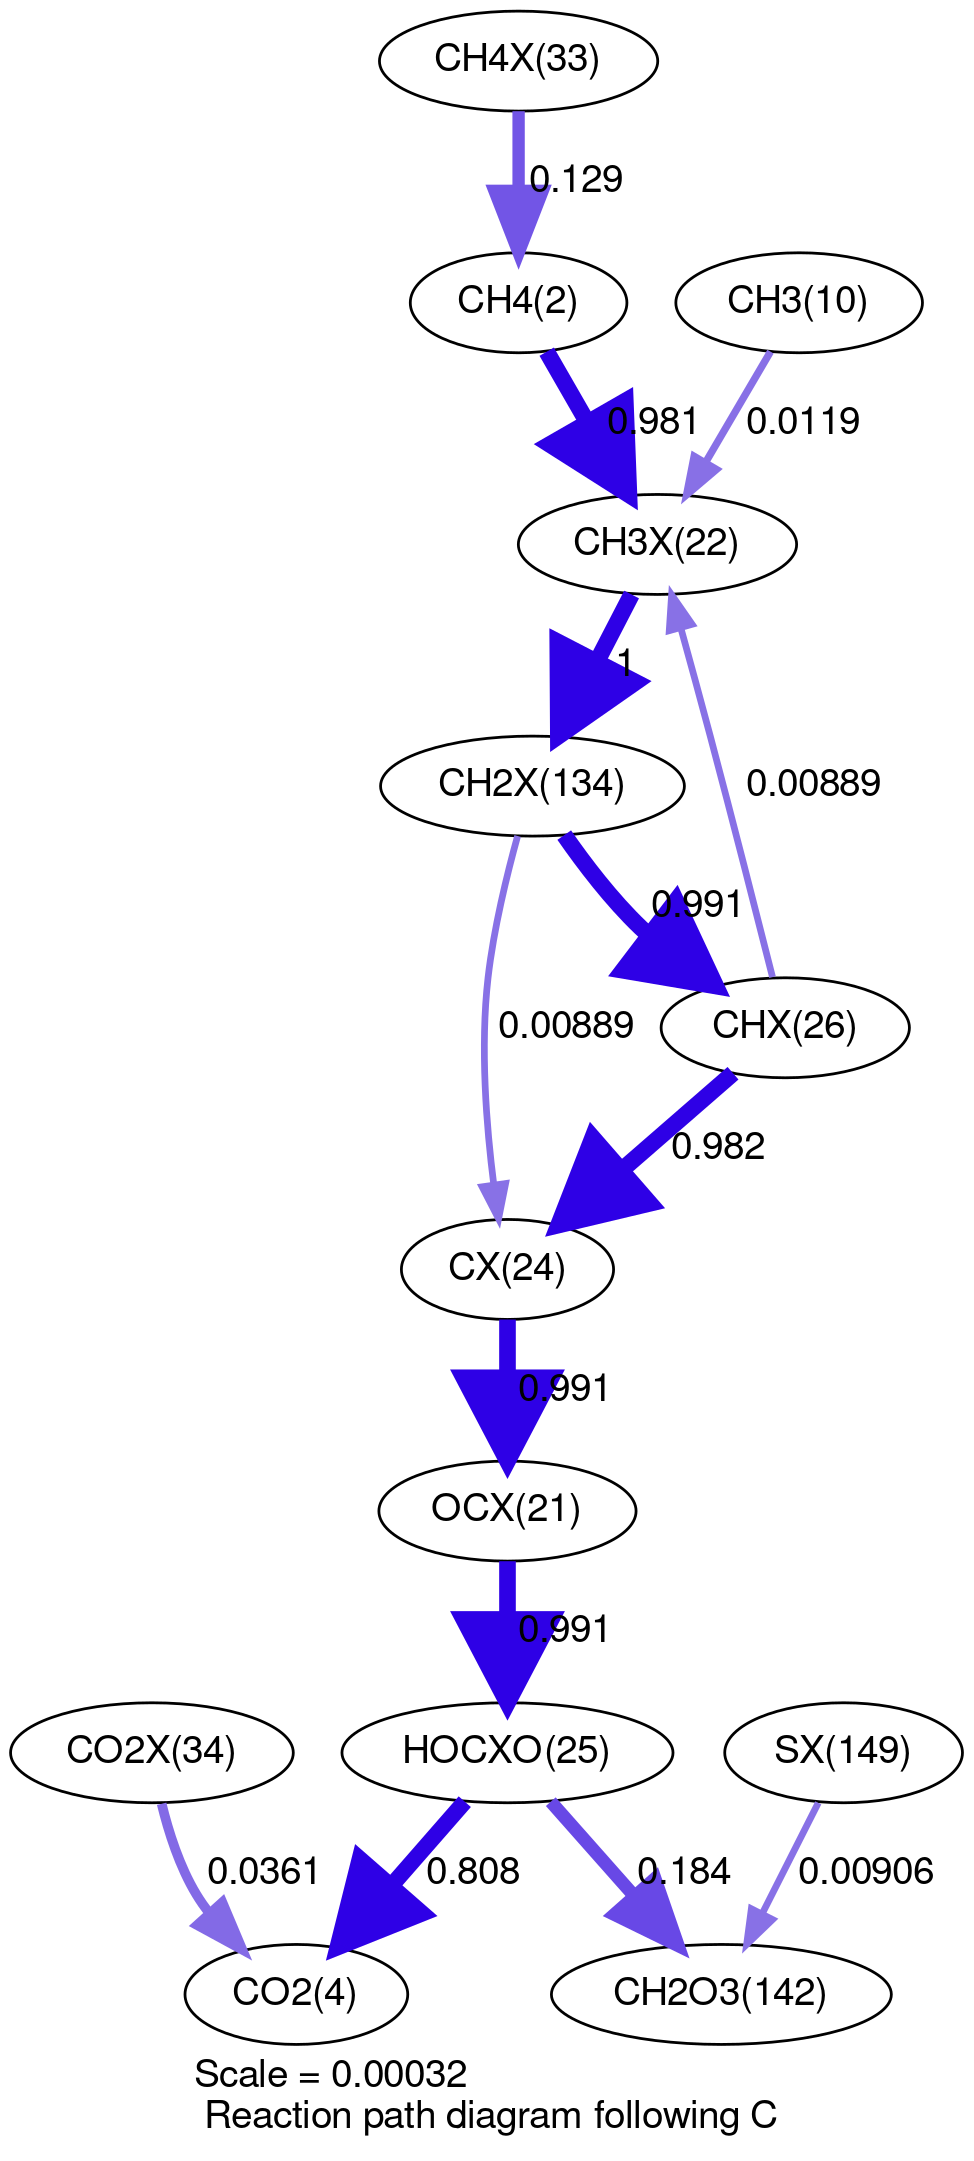 CH4X(33)
0.129
CH4(2)
CH3(10)
0.981
0.0119
CH3X(22)
1
CH2X(134)
0.00889
0.991
0.00889
CHX(26)
0.982
CX(24)
0.991
OCX(21)
0.991
CO2X(34)
HOCXO(25)
SX(149)
0.0361
0.808
0.184
0.00906
CO2(4)
CH2O3(142)
Scale = 0.00032
Reaction path diagram following C